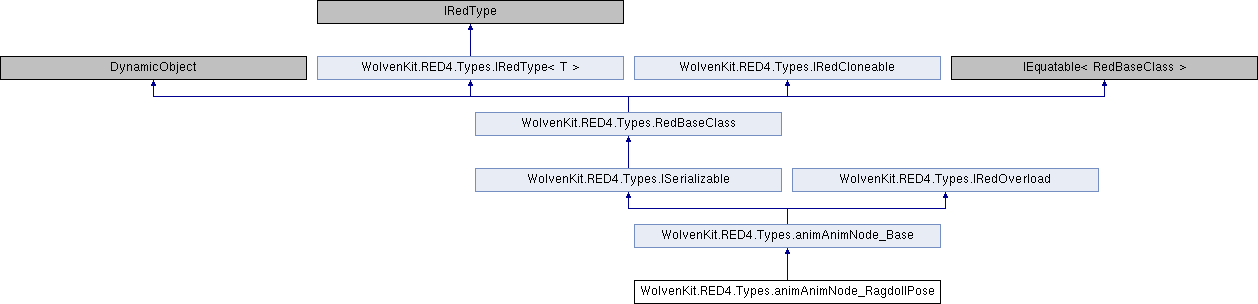 IRedType
DynamicObject
WolvenKit.RED4.Types.IRedType< T >
WolvenKit.RED4.Types.IRedCloneable
IEquatable< RedBaseClass >
WolvenKit.RED4.Types.RedBaseClass
WolvenKit.RED4.Types.ISerializable
WolvenKit.RED4.Types.IRedOverload
WolvenKit.RED4.Types.animAnimNode_Base
WolvenKit.RED4.Types.animAnimNode_RagdollPose